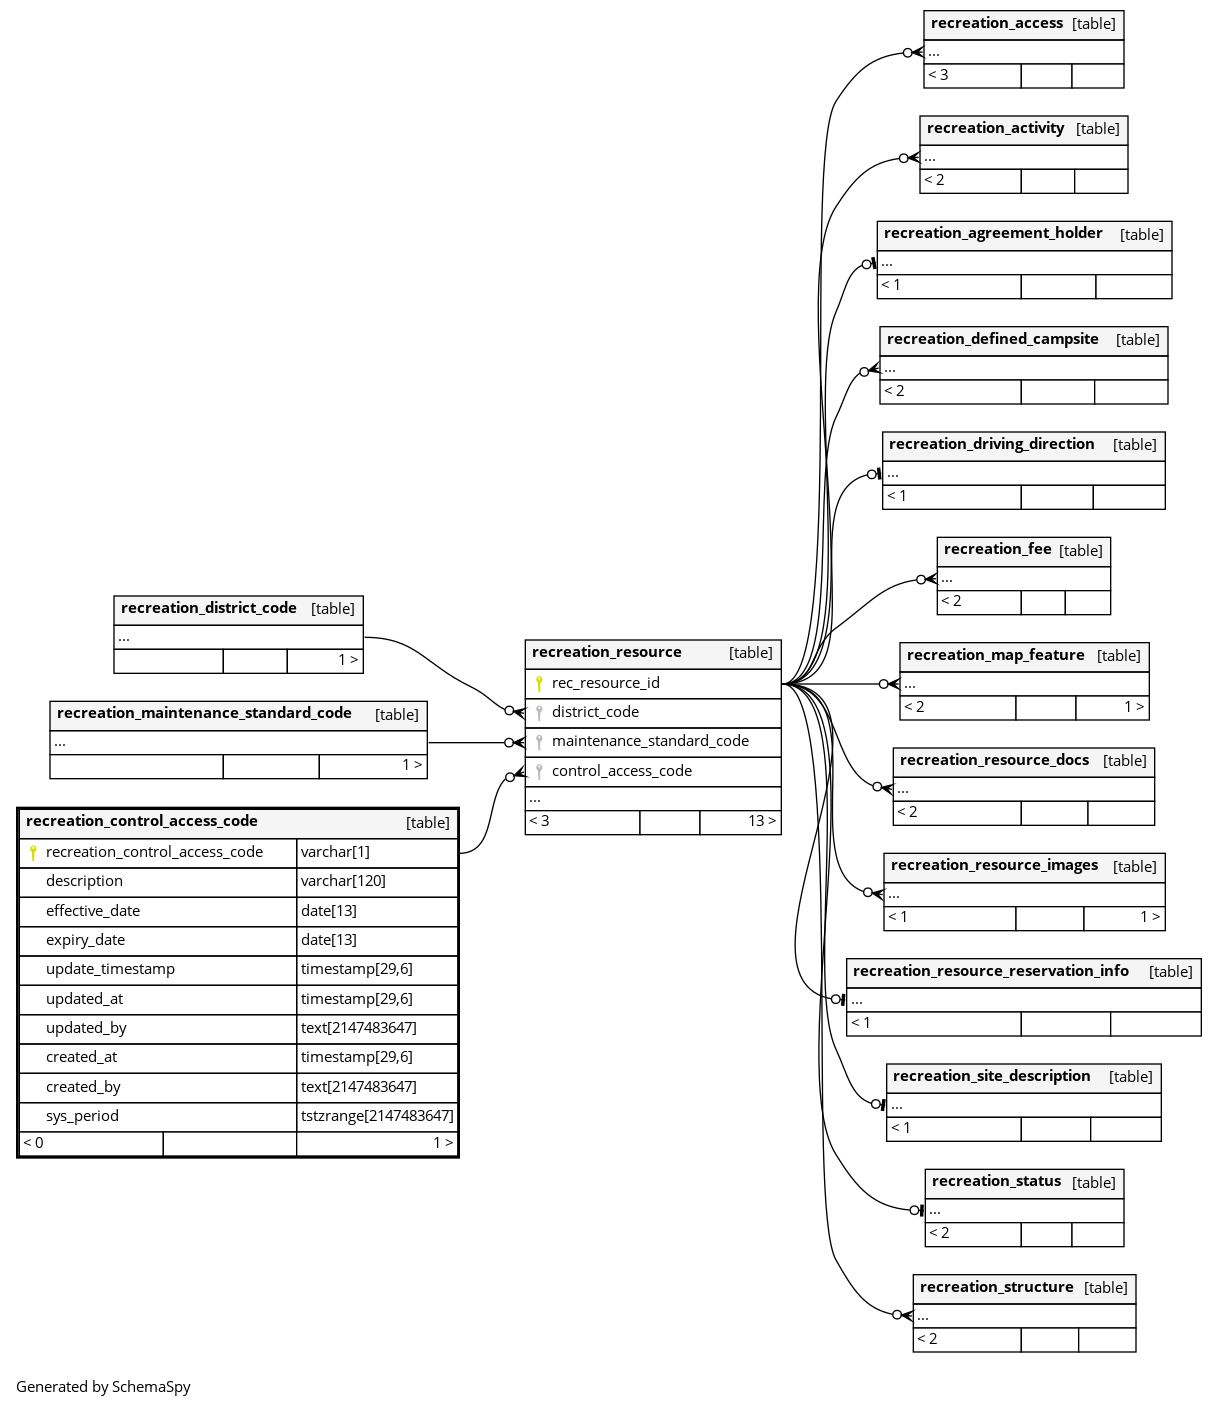 recreation_access [table]
...
< 3
recreation_activity [table]
...
< 2
recreation_agreement_holder [table]
...
< 1
recreation_defined_campsite [table]
...
< 2
recreation_driving_direction [table]
...
< 1
recreation_fee [table]
...
< 2
recreation_district_code [table]
...
1 >
recreation_maintenance_standard_code [table]
...
1 >
recreation_control_access_code [table]
recreation_control_access_code varchar[1]
description varchar[120]
effective_date date[13]
expiry_date date[13]
update_timestamp timestamp[29,6]
updated_at timestamp[29,6]
updated_by text[2147483647]
created_at timestamp[29,6]
created_by text[2147483647]
sys_period tstzrange[2147483647]
< 0 1 >
recreation_resource [table]
rec_resource_id
district_code
maintenance_standard_code
control_access_code
...
< 3 13 >
recreation_map_feature [table]
...
< 2 1 >
recreation_resource_docs [table]
...
< 2
recreation_resource_images [table]
...
< 1 1 >
recreation_resource_reservation_info [table]
...
< 1
recreation_site_description [table]
...
< 1
recreation_status [table]
...
< 2
recreation_structure [table]
...
< 2
Generated by SchemaSpy